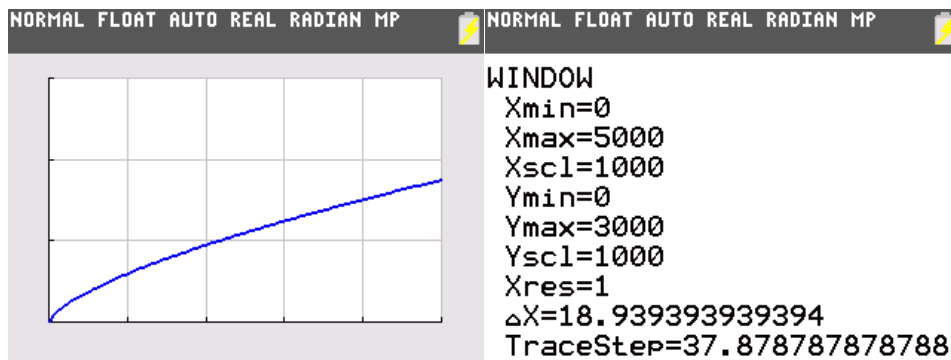 NORMAL FLOAT AUTO REAL RADIAN MP
NORMAL FLOAT AUTO REAL RADIAN MP
WINDOW
Xmin=0
Xmax=5000
Xscl=1000
Ymin=0
Ymax=3000
Yscl=1000
Xres=1
△X=18.939393939394
TraceStep=37.878787878788